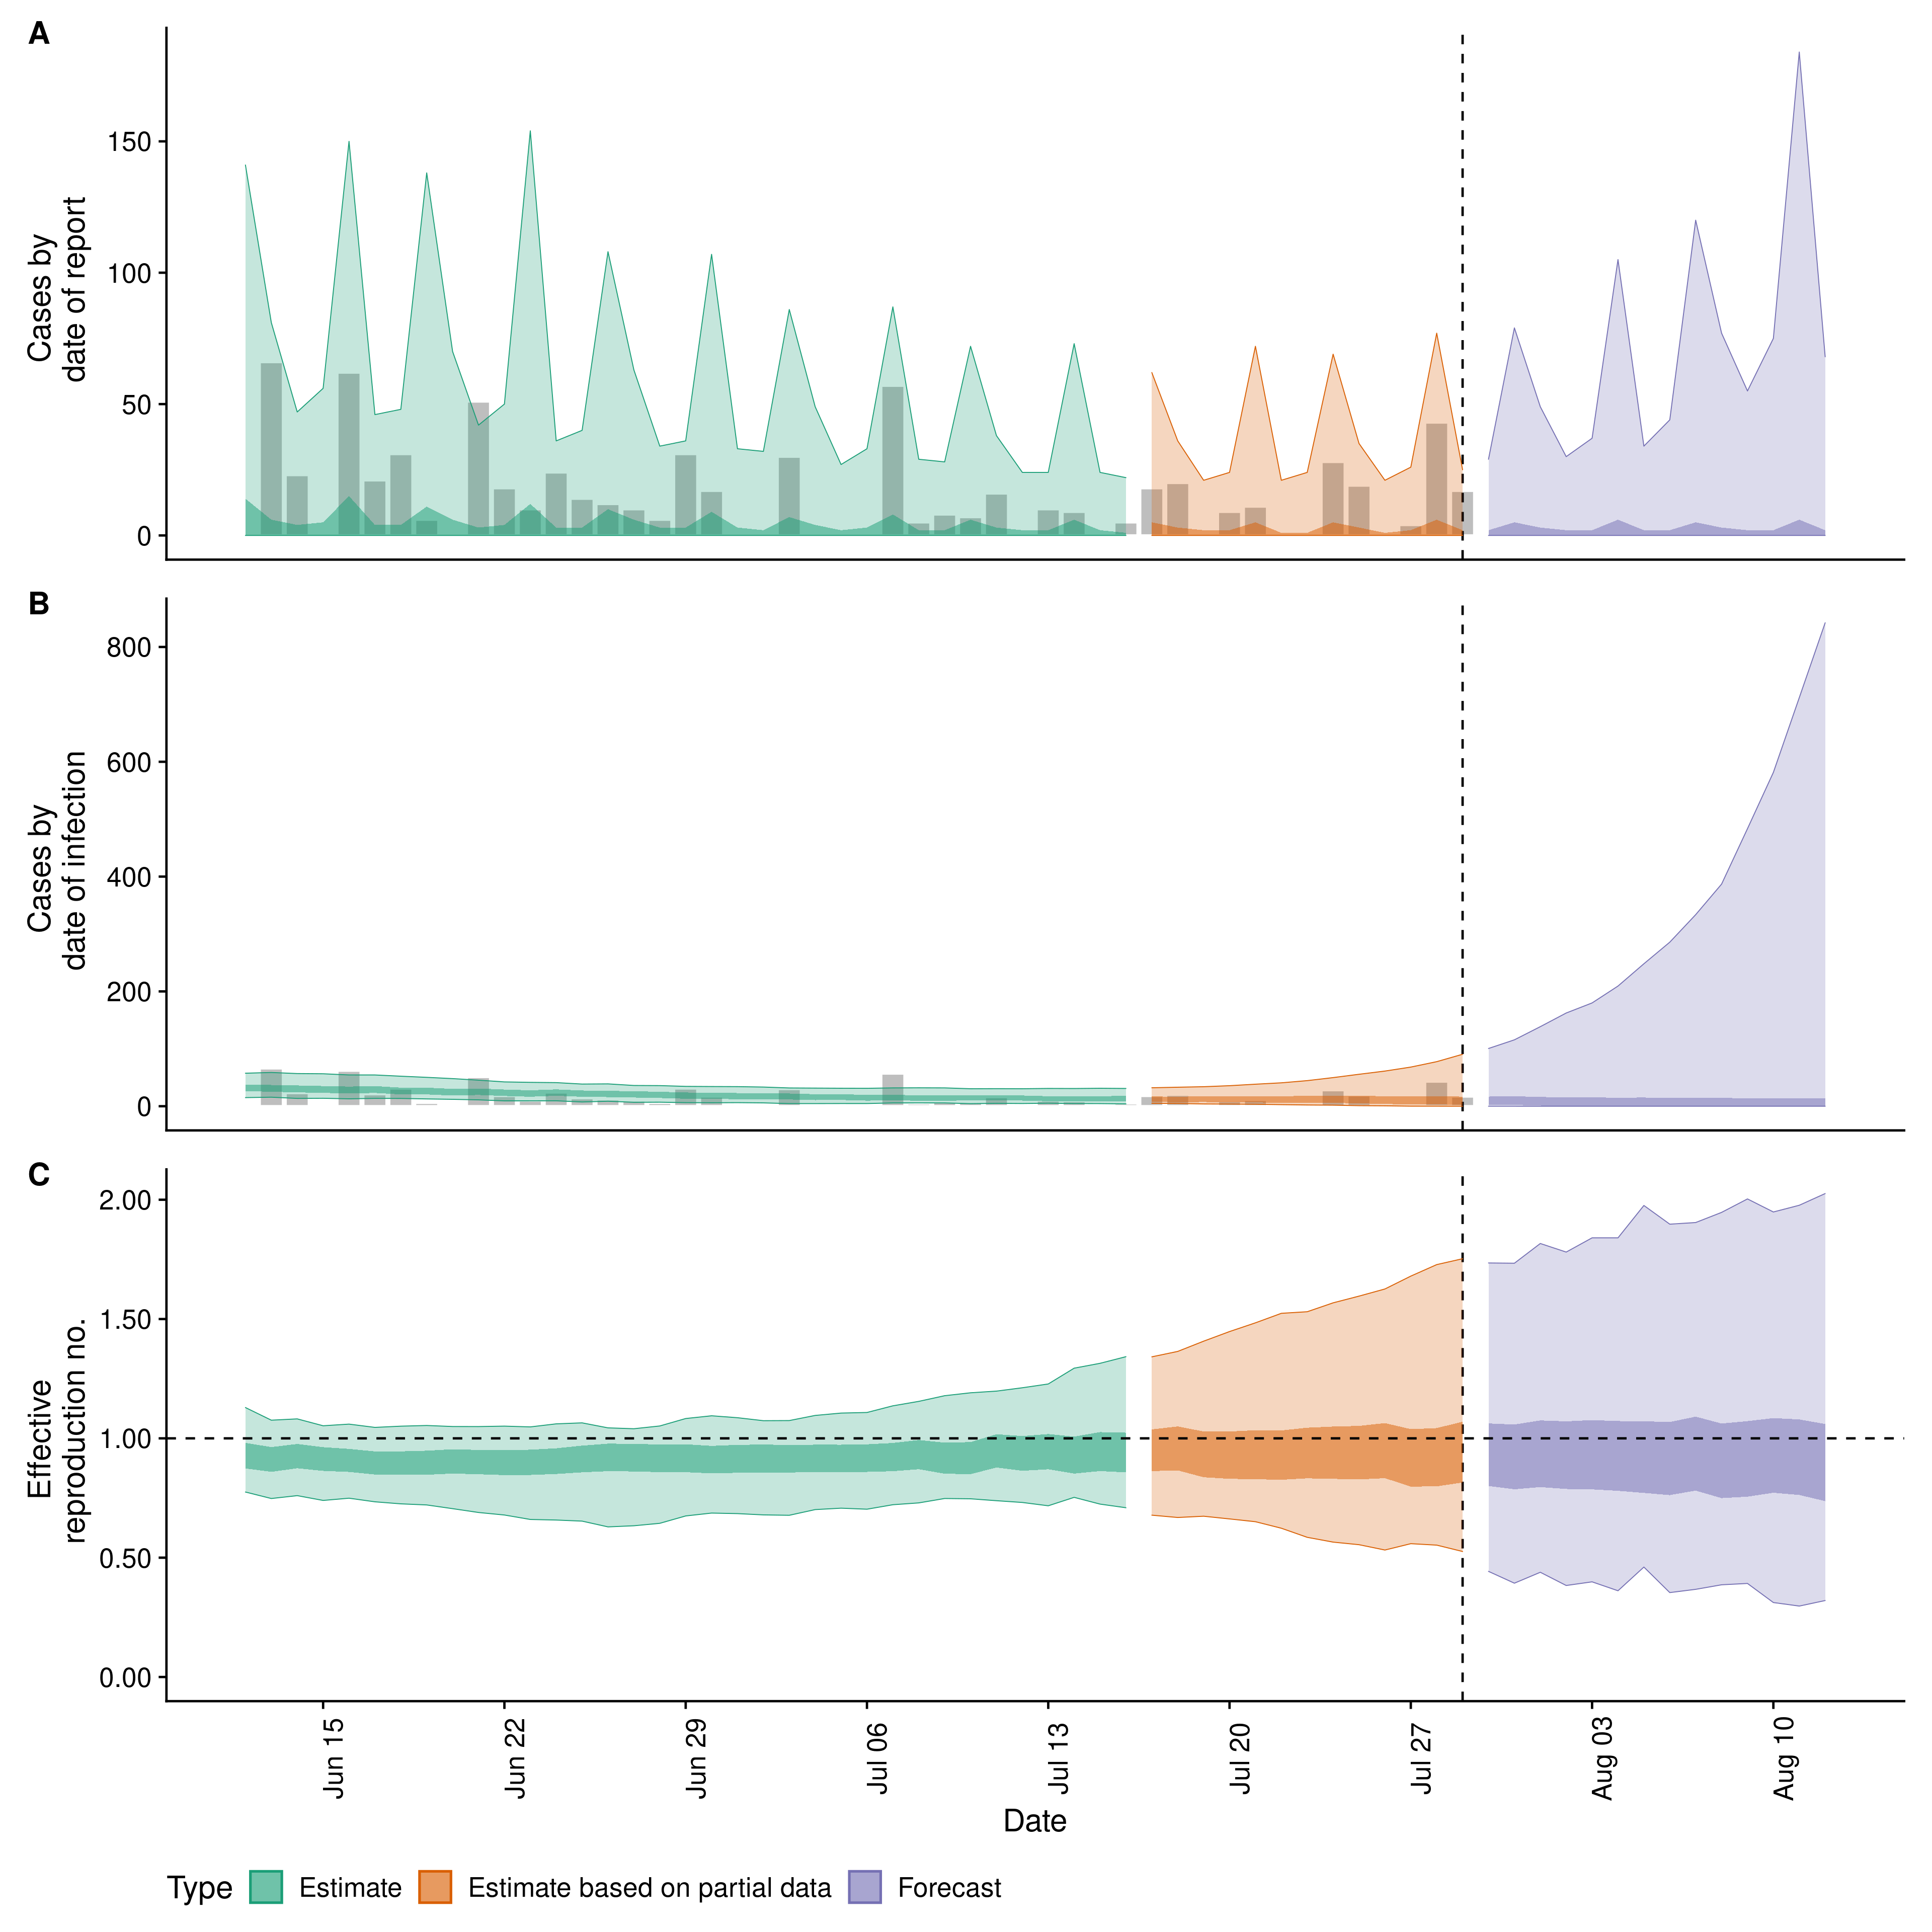 A
Cases by
date of report
150
100
50
0
B
Cases by
date of infection
800
600
400
200
0
C
Effective
reproduction no.
2.00
1.50
1.00
0.50
0.00
Jun 15
Jun 22
Jun 29
Jul 06
Jul 13
Jul 20
Jul 27
Aug 03
Aug 10
Date
Type
Estimate
Estimate based on partial data
Forecast